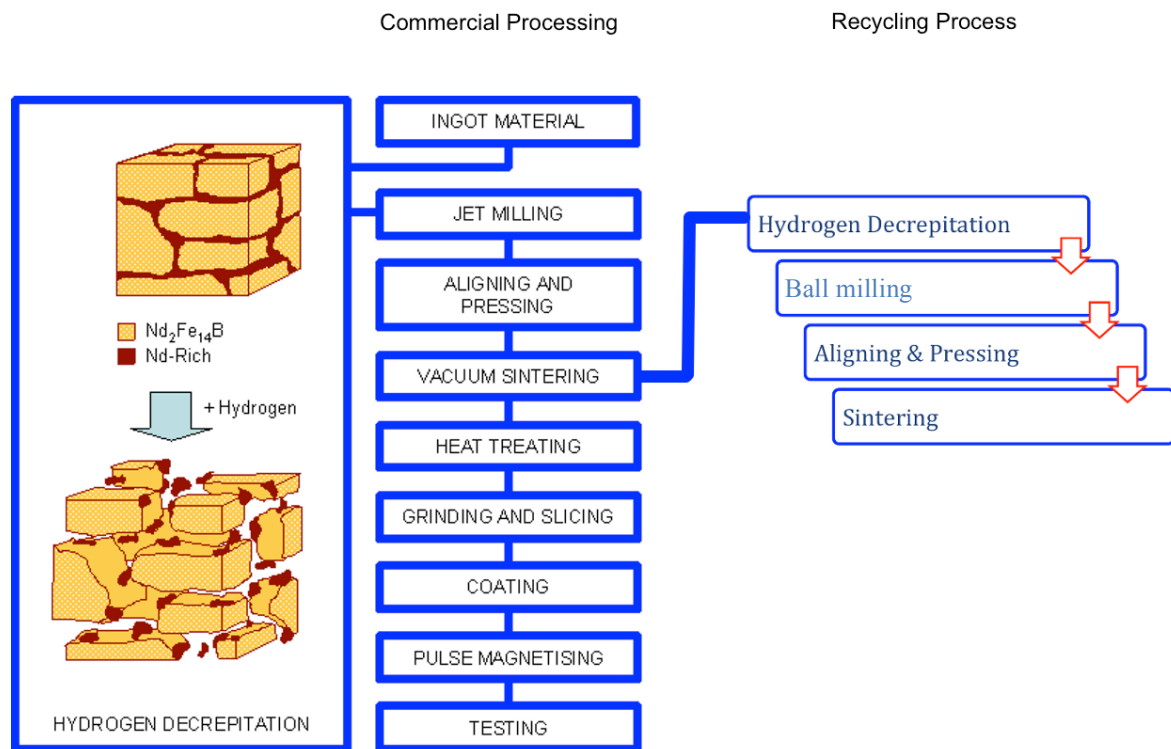 Commercial Processing
Recycling Process
INGOT MATERIAL
JET MILLING
ALIGNING AND
PRESSING
VACUUM SINTERING
HEAT TREATING
GRINDING AND SLICING
COATING
PULSE MAGNETISING
TESTING
Nd₂Fe₁₄B
Nd-Rich
+ Hydrogen
HYDROGEN DECREPITATION
Hydrogen Decrepitation
Ball milling
Aligning & Pressing
Sintering